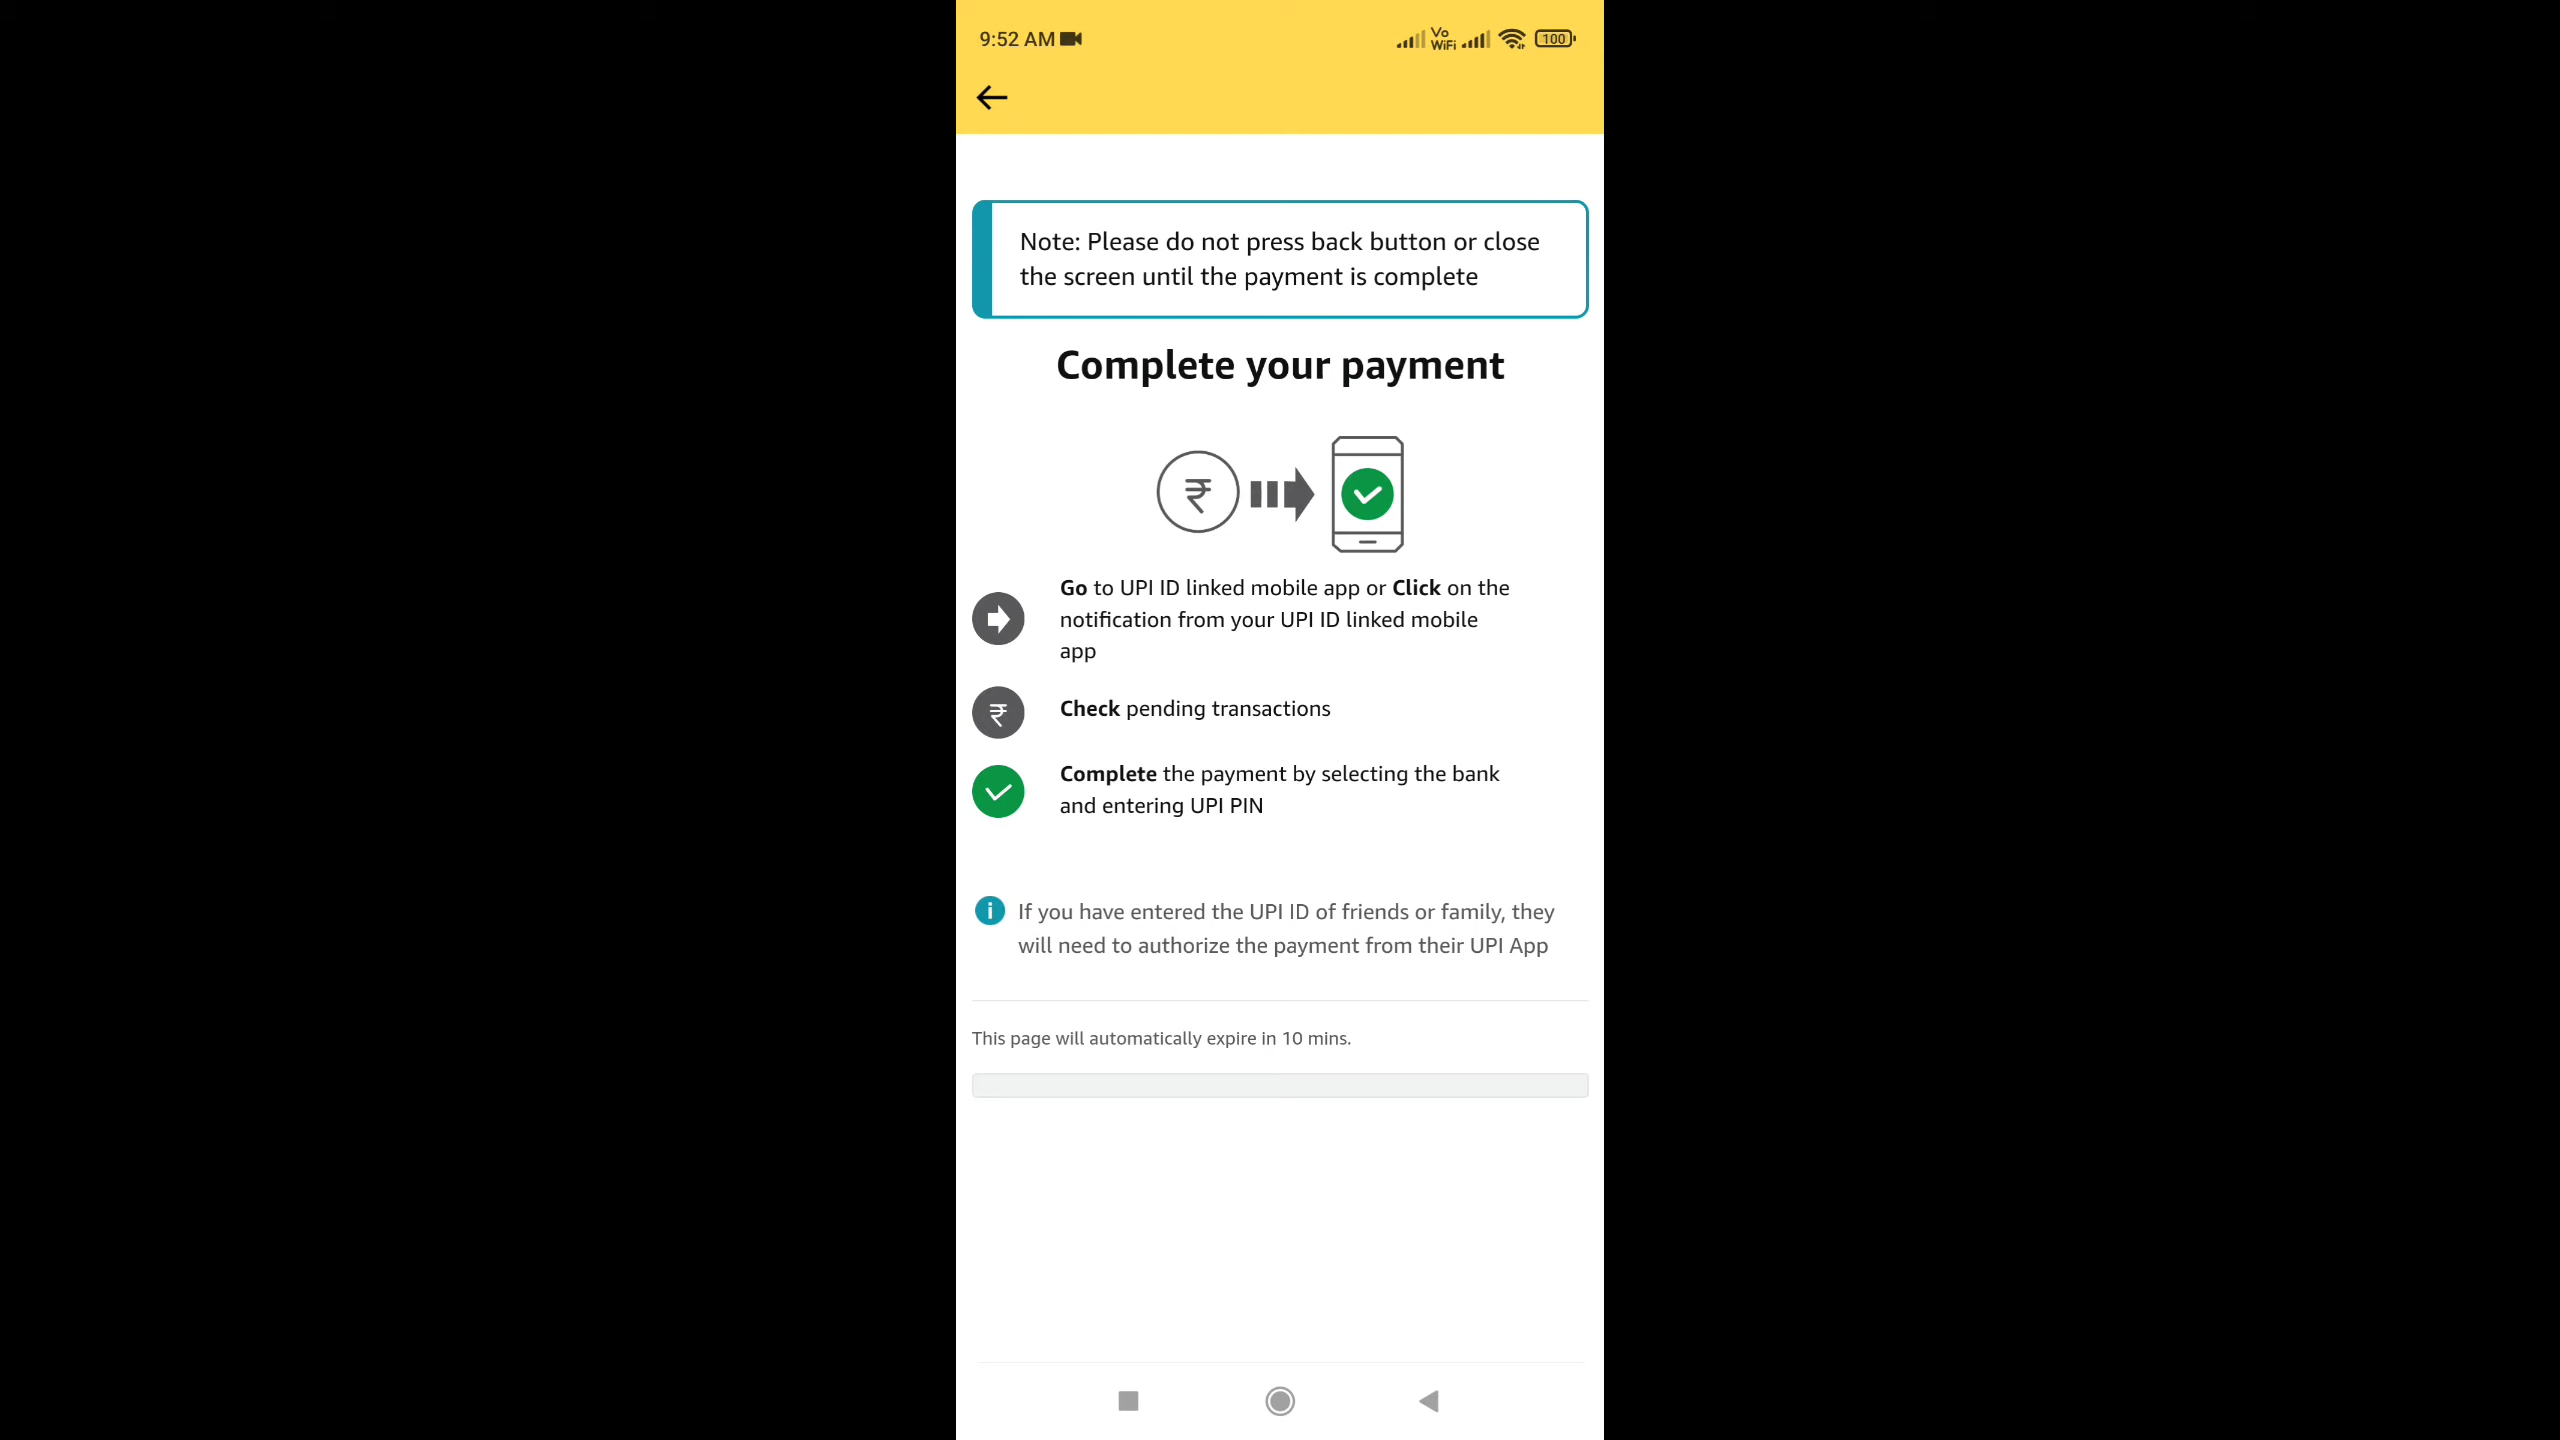 9:52 AM
Vo
WiFi
100
Note: Please do not press back button or close
the screen until the payment is complete
Complete your payment
₹
Go to UPI ID linked mobile app or Click on the
notification from your UPI ID linked mobile
app
₹
Check pending transactions
Complete the payment by selecting the bank
and entering UPI PIN
i
If you have entered the UPI ID of friends or family, they
will need to authorize the payment from their UPI App
This page will automatically expire in 10 mins.